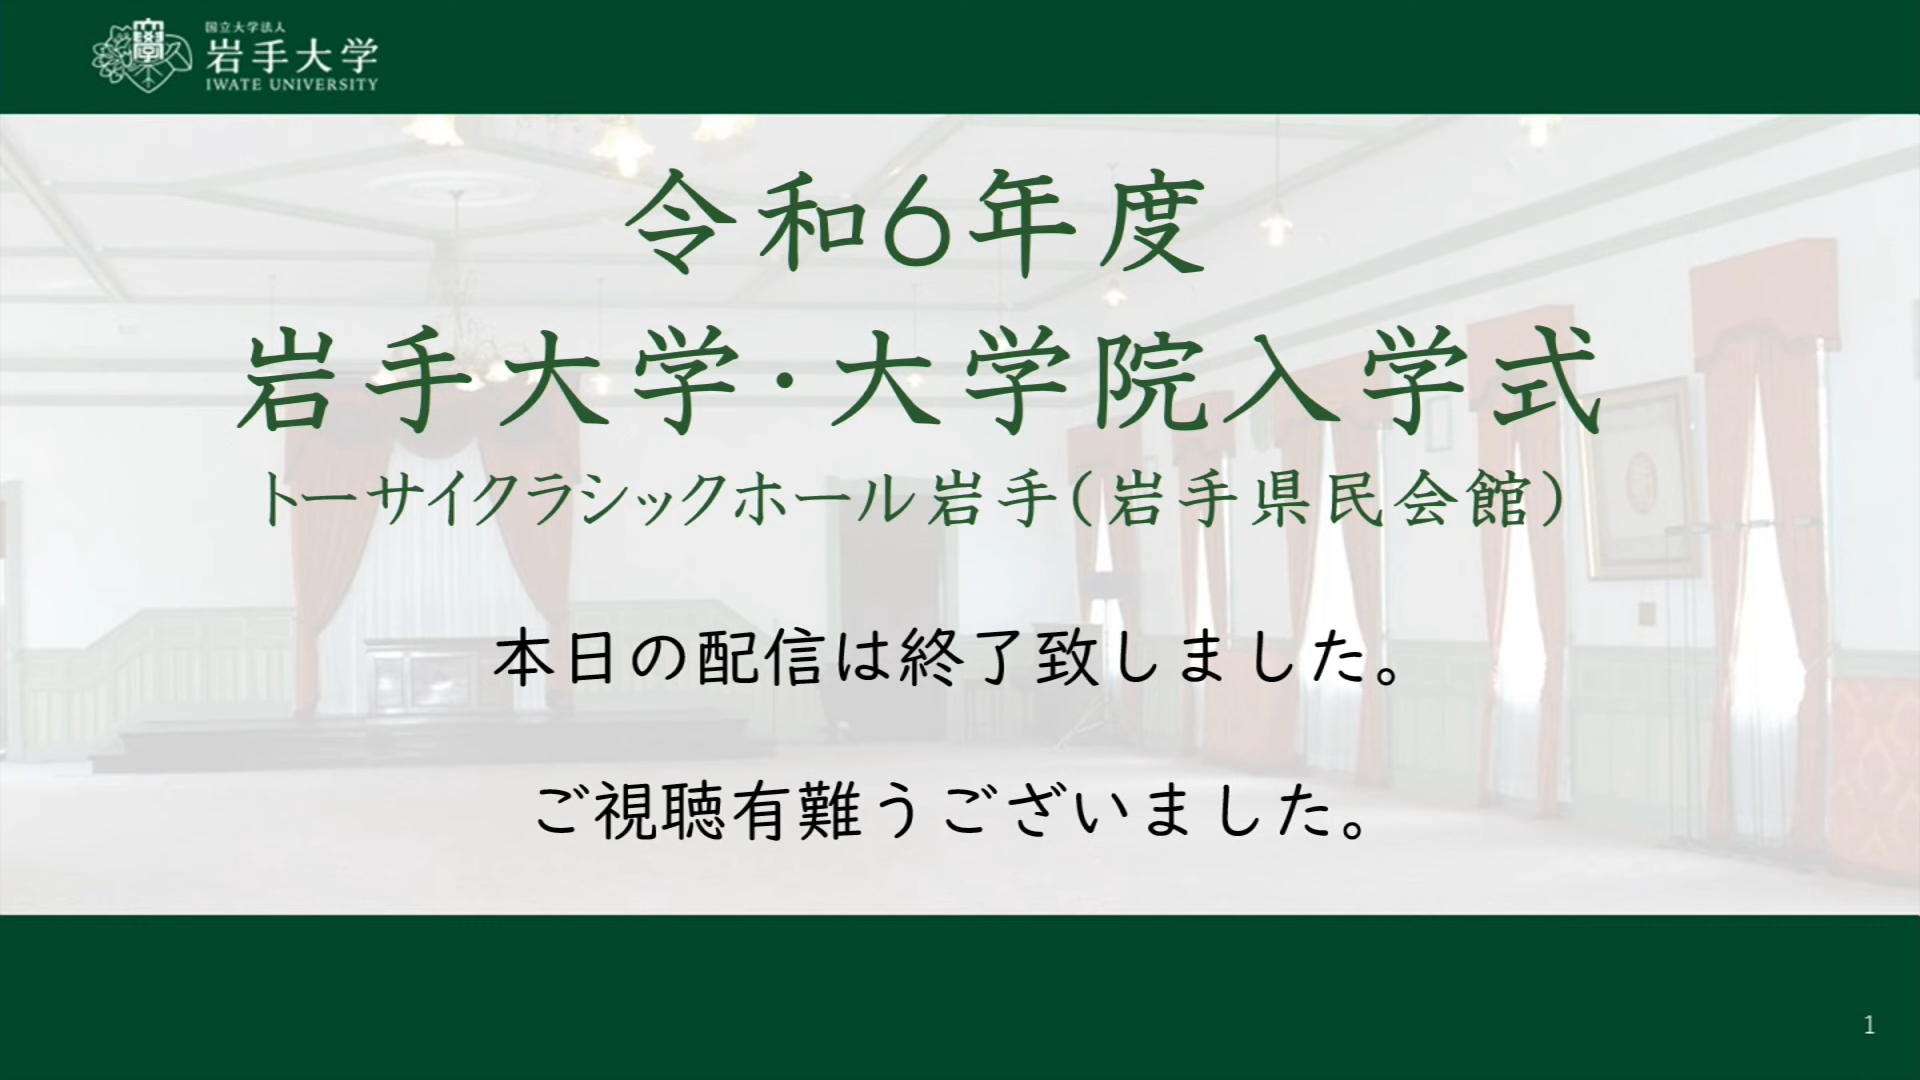 国立大学法人
岩手大学
IWATE UNIVERSITY
令和6年度
岩手大学・大学院入学式
トーサイクラシックホール岩手(岩手県民会館)
本日の配信は終了致しました。
ご視聴有難うございました。
1